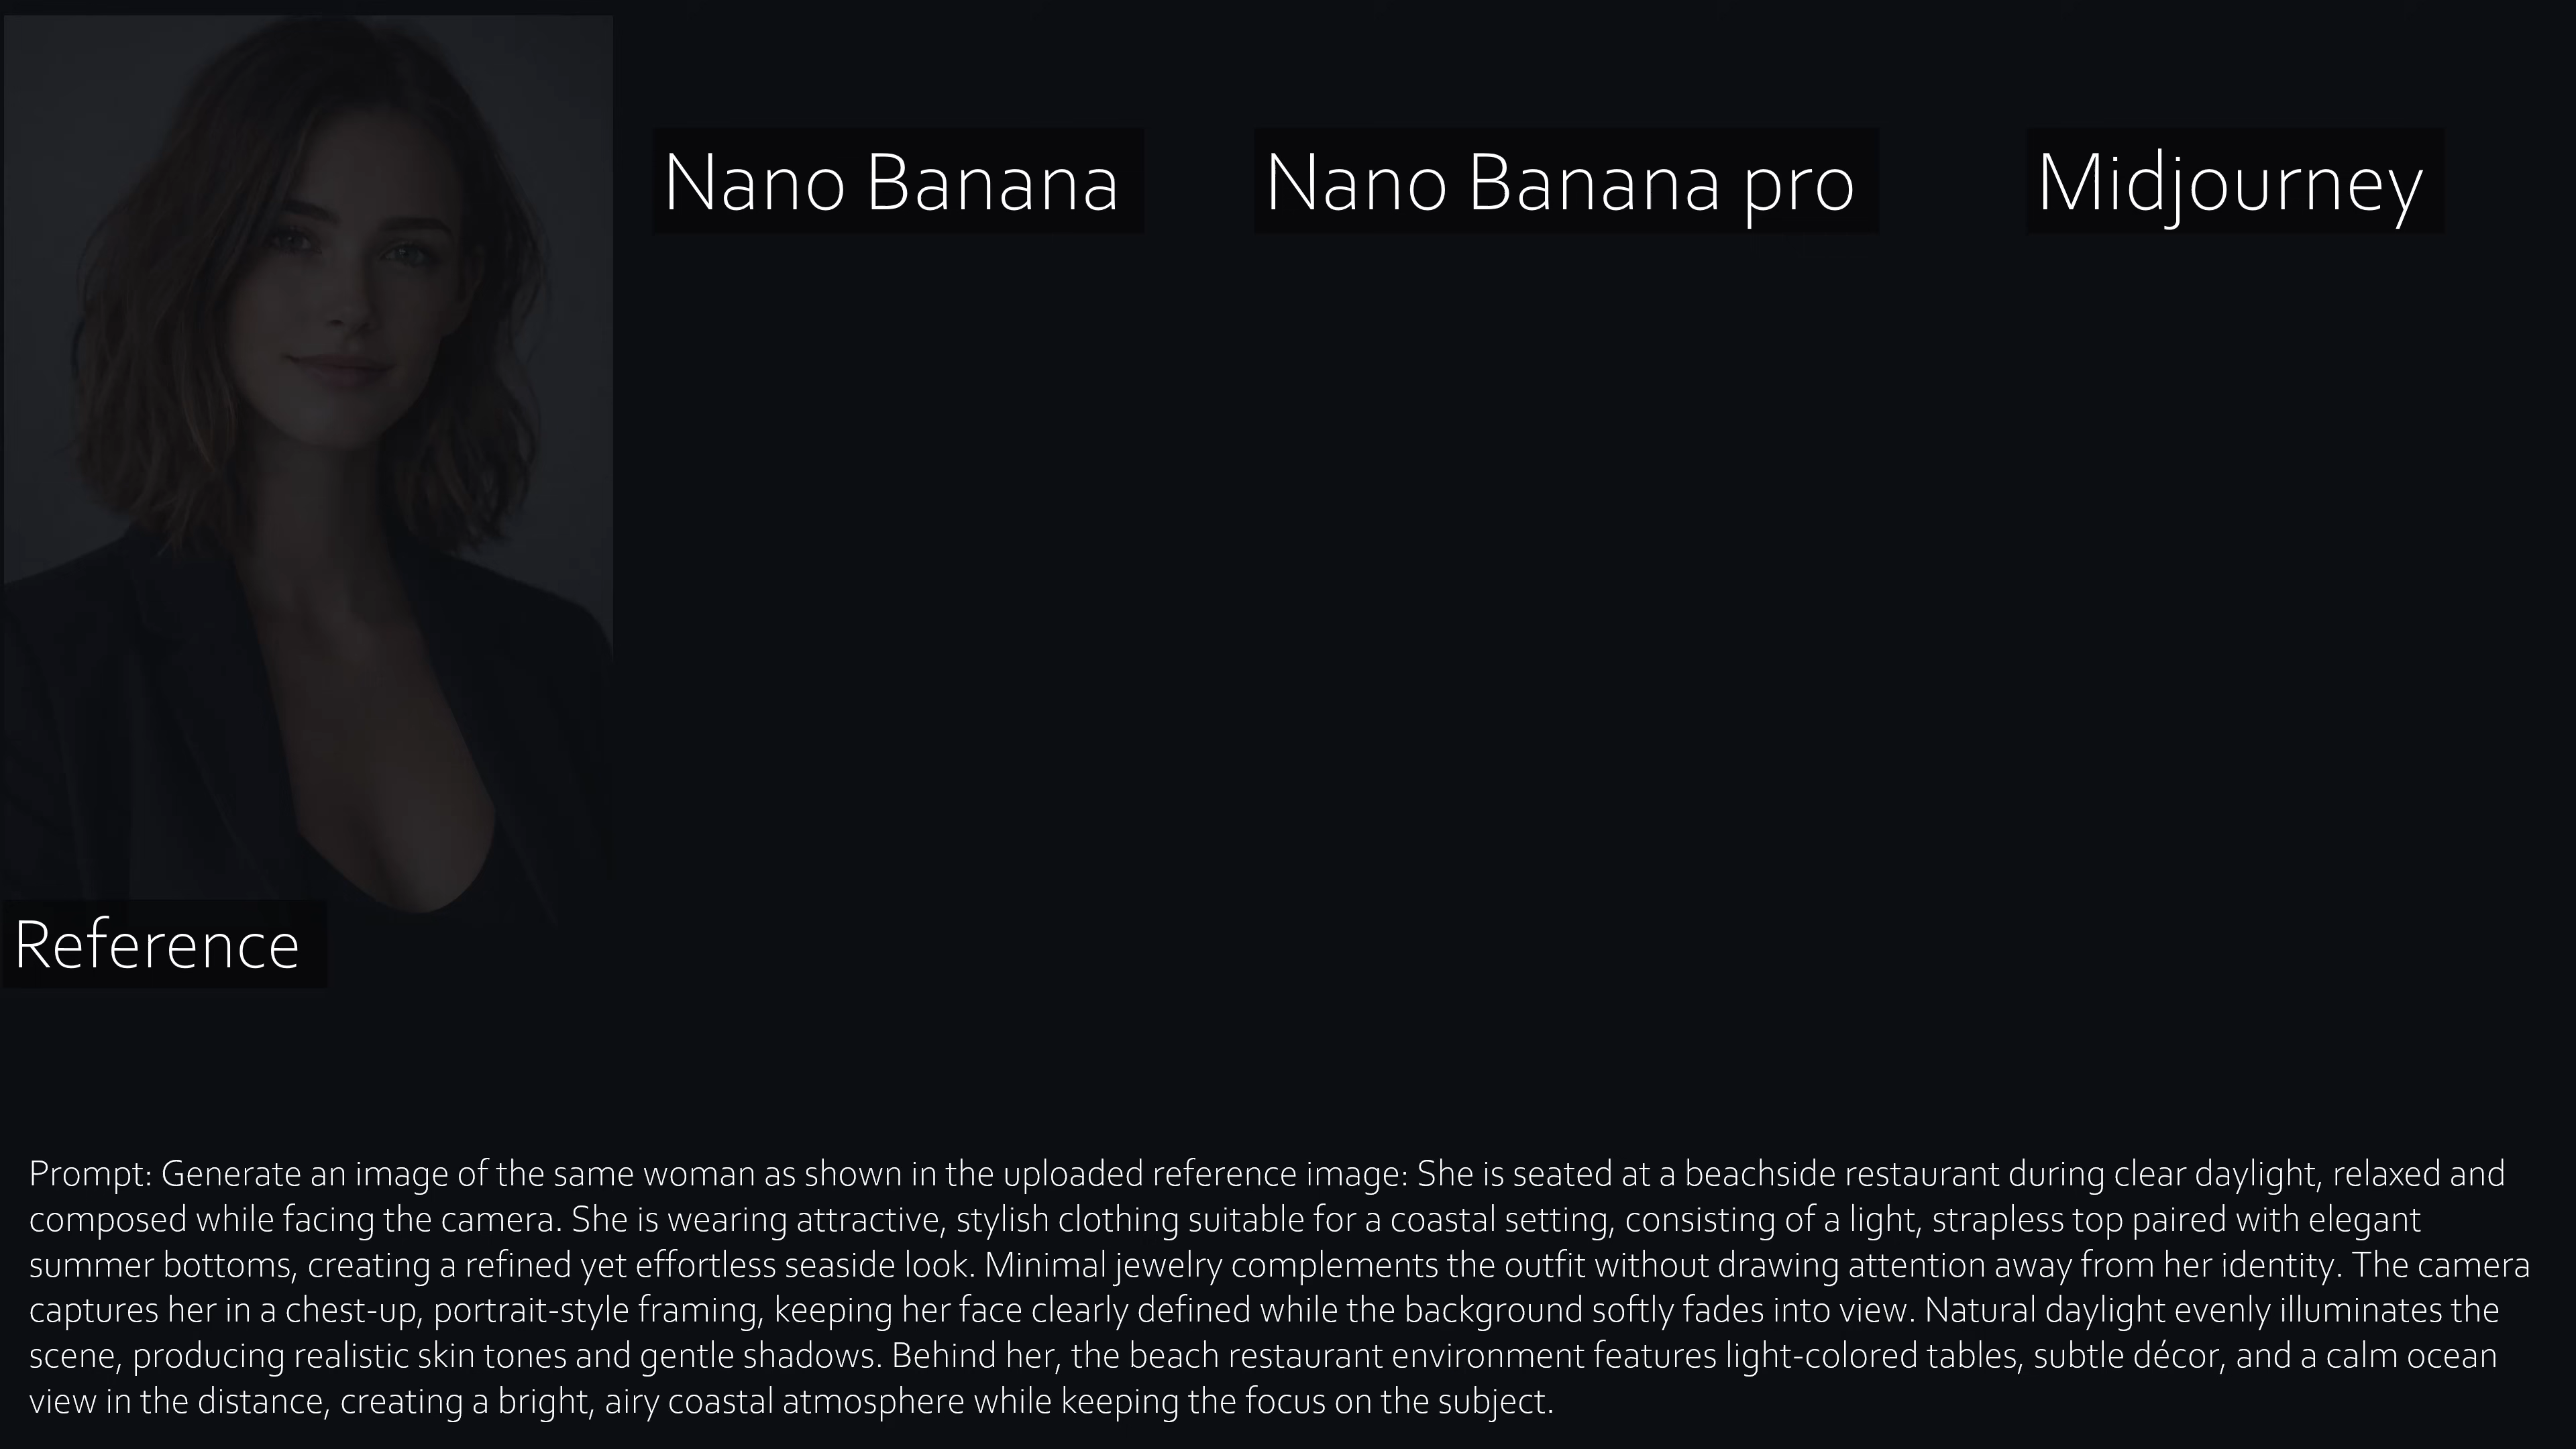 Nano Banana
Nano Banana pro
Midjourney
Reference
Prompt: Generate an image of the same woman as shown in the uploaded reference image: She is seated at a beachside restaurant during clear daylight, relaxed and
composed while facing the camera. She is wearing attractive, stylish clothing suitable for a coastal setting, consisting of a light, strapless top paired with elegant
summer bottoms, creating a refined yet effortless seaside look. Minimal jewelry complements the outfit without drawing attention away from her identity. The camera
captures her in a chest-up, portrait-style framing, keeping her face clearly defined while the background softly fades into view. Natural daylight evenly illuminates the
scene, producing realistic skin tones and gentle shadows. Behind her, the beach restaurant environment features light-colored tables, subtle décor, and a calm ocean
view in the distance, creating a bright, airy coastal atmosphere while keeping the focus on the subject.